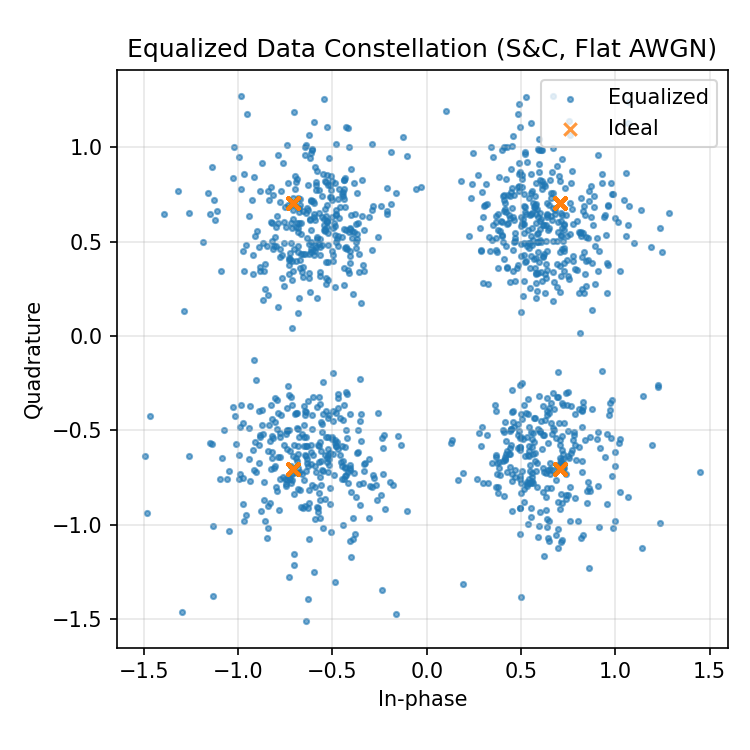 Equalized Data Constellation (S&C, Flat AWGN)
Equalized
Ideal
1.0
0.5
0.0
−0.5
−1.0
−1.5
Quadrature
−1.5 −1.0 −0.5 0.0 0.5 1.0 1.5
In-phase